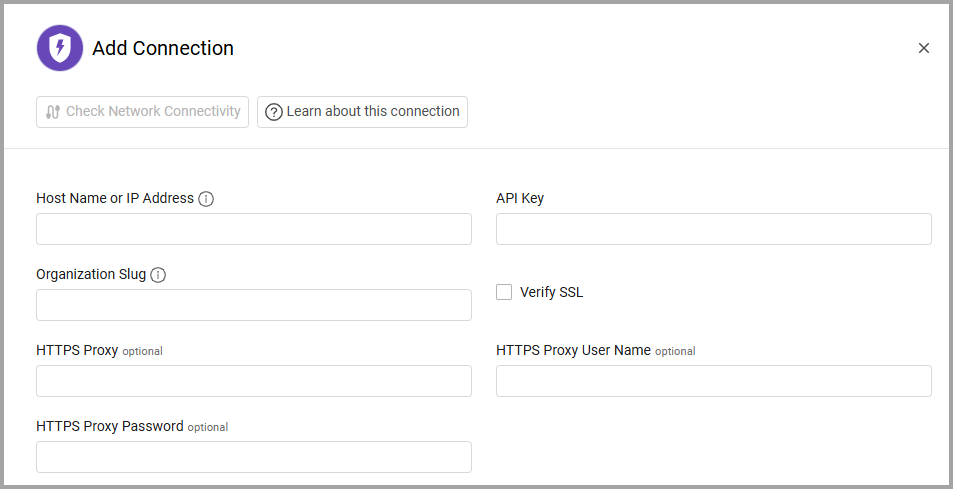 Add Connection
Check Network Connectivity
Learn about this connection
Host Name or IP Address
API Key
Organization Slug
Verify SSL
HTTPS Proxy optional
HTTPS Proxy User Name optional
HTTPS Proxy Password optional